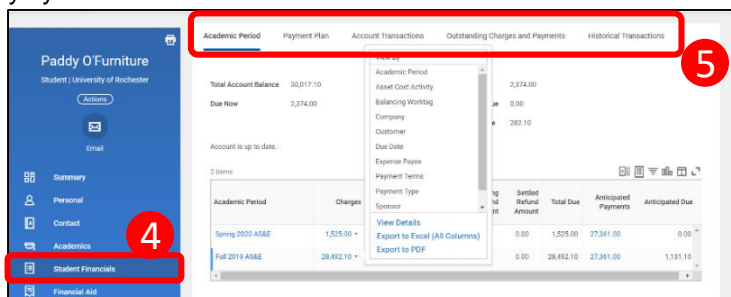 Academic Period Payment Plan Account Transactions Outstanding Charges and Payments Historical Transactions
5
Paddy O'Furniture
Student | University of Rochester
Actions
Email
Summary
Personal
Contact
Academics
4
Student Financials
Financial Aid
Total Account Balance 30,017.10
Due Now 2,374.00
Account is up to date.
2,374.00
0.00
282.10
View By
Academic Period
Asset Cost Activity
Balancing Worktag
Company
Customer
Due Date
Expense Payee
Payment Terms
Payment Type
Sponsor
View Details
Export to Excel (All Columns)
Export to PDF
2 items
Academic Period Charges Settled Refund Amount Total Due Anticipated Payments Anticipated Due
Spring 2020 AS&E 1,525.00 0.00 1,525.00 27,361.00 0.00
Fall 2019 AS&E 28,492.10 0.00 28,492.10 27,361.00 1,131.10